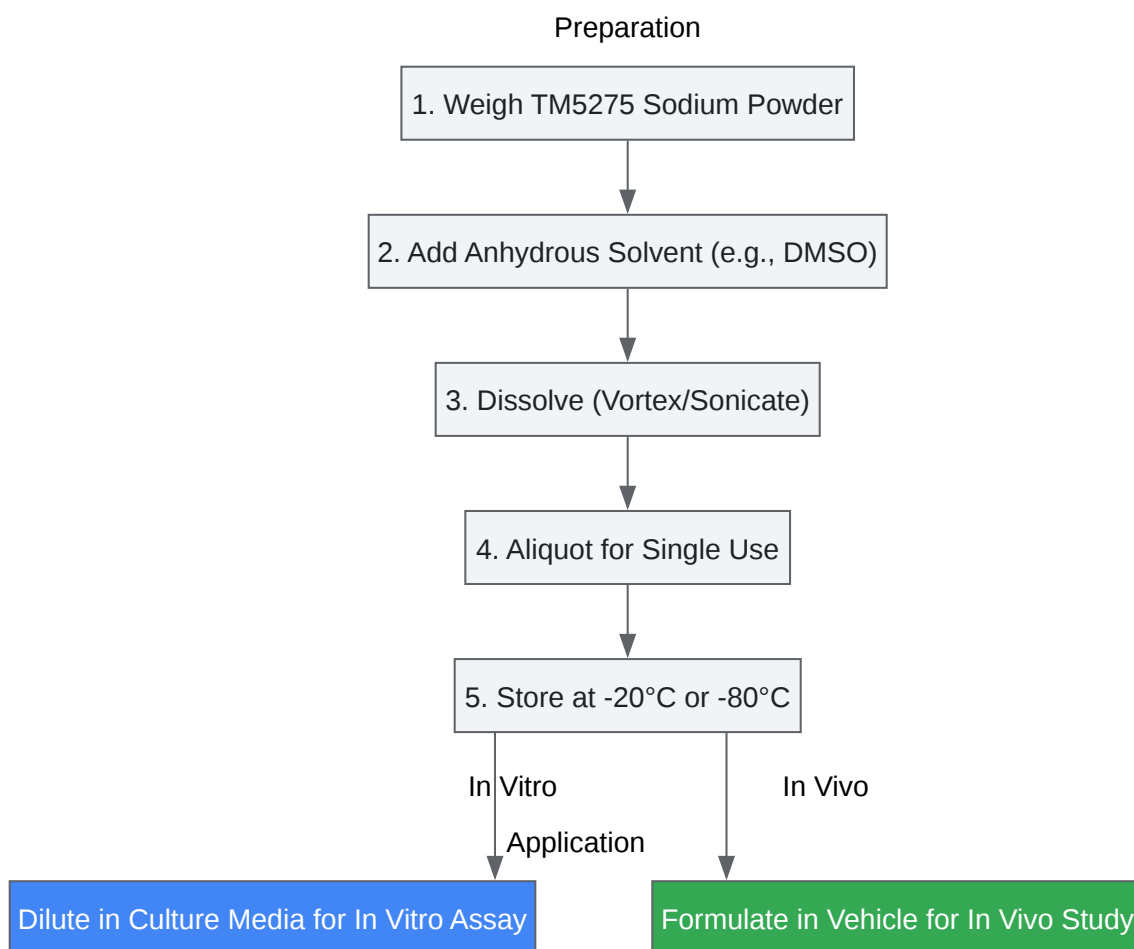 Preparation
1. Weigh TM5275 Sodium Powder
2. Add Anhydrous Solvent (e.g., DMSO)
3. Dissolve (Vortex/Sonicate)
4. Aliquot for Single Use
5. Store at -20°C or -80°C
In Vitro
In Vivo
Application
Dilute in Culture Media for In Vitro Assay
Formulate in Vehicle for In Vivo Study